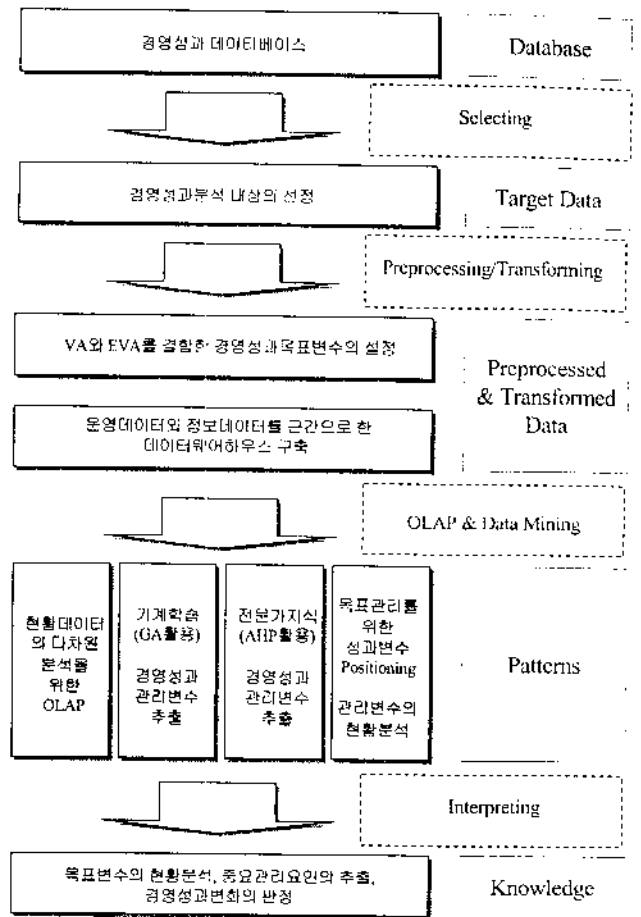 경영성과 데이터베이스
Database
Selecting
경영성과분석 대상의 선정
Target Data
Preprocessing/Transforming
VA와 EVA를 결합한 경영성과목표변수의 설정
운영데이터와 정보데이터를 근간으로 한
데이터웨어하우스 구축
Preprocessed
& Transformed
Data
OLAP & Data Mining
현황데이터
의 다차원
분석을
위한
OLAP
기계학습
(GA활용)
경영성과
관리변수
추출
전문가지식
(AHP활용)
경영성과
관리변수
추출
목표관리를
위한
성과변수
Positioning
관리변수의
현황분석
Patterns
Interpreting
목표변수의 현황분석, 중요관리요인의 추출,
경영성과변화의 판정
Knowledge